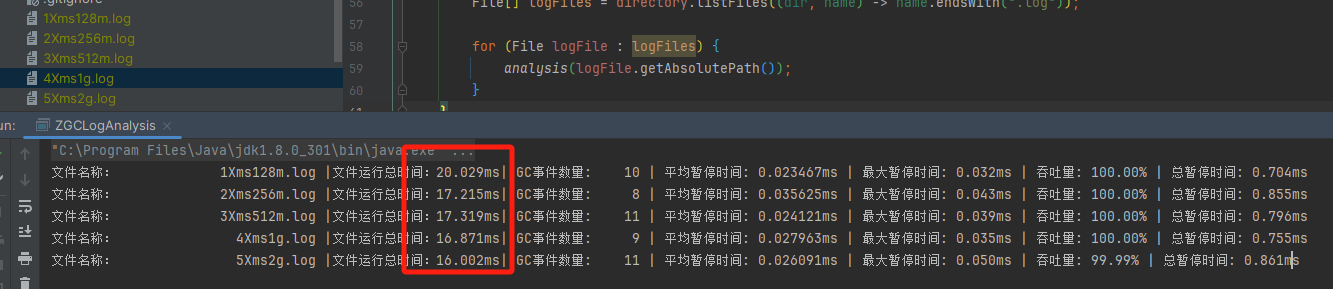 .gitignore
1Xms128m.log
2Xms256m.log
3Xms512m.log
4Xms1g.log
5Xms2g.log
56 File[] logFiles = directory.listFiles((dir, name) -> name.endsWith(".log"));
58 for (File logFile : logFiles) {
59 analysis(logFile.getAbsolutePath());
60 }
61 }
un: ZGCLogAnalysis ×
"C:\Program Files\Java\jdk1.8.0_301\bin\java.exe" ...
文件名称: 1Xms128m.log |文件运行总时间:20.029ms| GC事件数量: 10 | 平均暂停时间: 0.023467ms | 最大暂停时间: 0.032ms | 吞吐量: 100.00% | 总暂停时间: 0.704ms
文件名称: 2Xms256m.log |文件运行总时间:17.215ms| GC事件数量: 8 | 平均暂停时间: 0.035625ms | 最大暂停时间: 0.043ms | 吞吐量: 100.00% | 总暂停时间: 0.855ms
文件名称: 3Xms512m.log |文件运行总时间:17.319ms| GC事件数量: 11 | 平均暂停时间: 0.024121ms | 最大暂停时间: 0.039ms | 吞吐量: 100.00% | 总暂停时间: 0.796ms
文件名称: 4Xms1g.log |文件运行总时间:16.871ms| GC事件数量: 9 | 平均暂停时间: 0.027963ms | 最大暂停时间: 0.035ms | 吞吐量: 100.00% | 总暂停时间: 0.755ms
文件名称: 5Xms2g.log |文件运行总时间:16.002ms| GC事件数量: 11 | 平均暂停时间: 0.026091ms | 最大暂停时间: 0.050ms | 吞吐量: 99.99% | 总暂停时间: 0.861ms